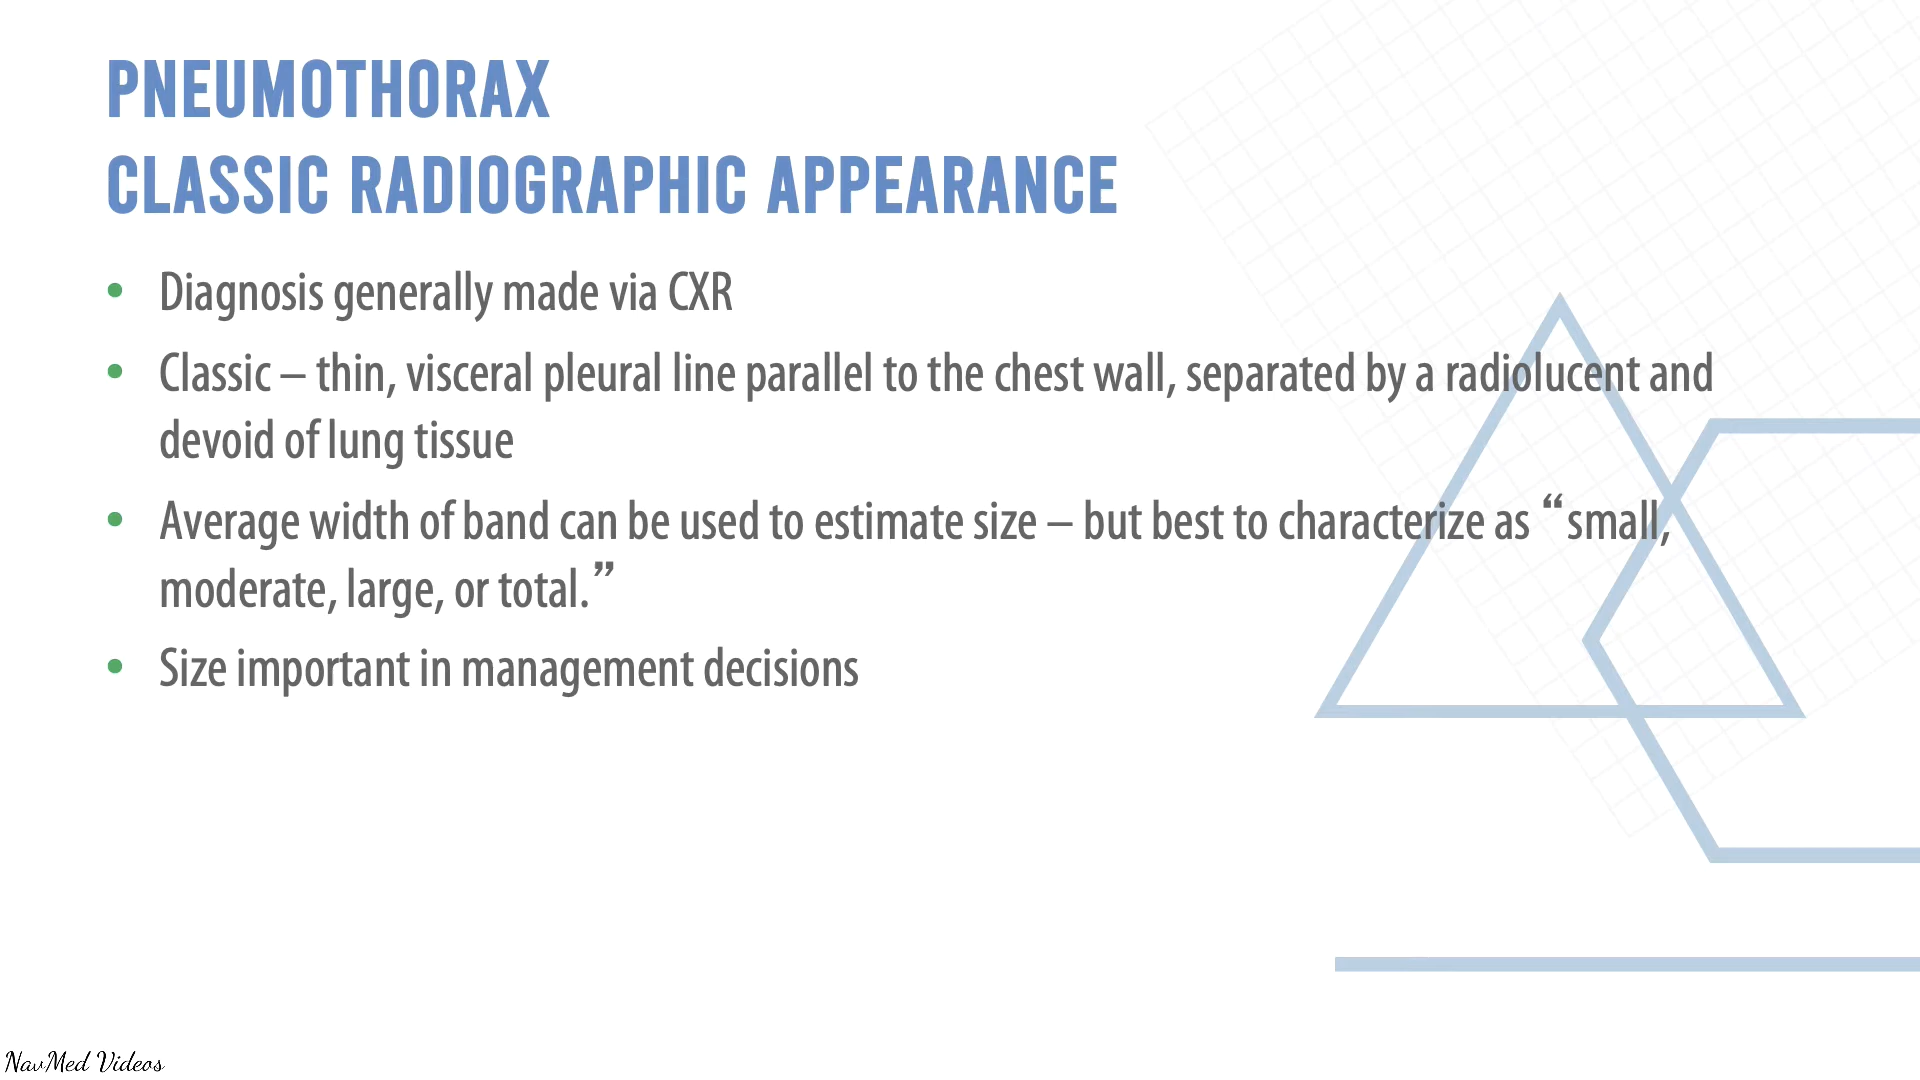 PNEUMOTHORAX
CLASSIC RADIOGRAPHIC APPEARANCE
• Diagnosis generally made via CXR
• Classic – thin, visceral pleural line parallel to the chest wall, separated by a radiolucent and
devoid of lung tissue
• Average width of band can be used to estimate size – but best to characterize as “small,
moderate, large, or total.”
• Size important in management decisions
NavMed Videos